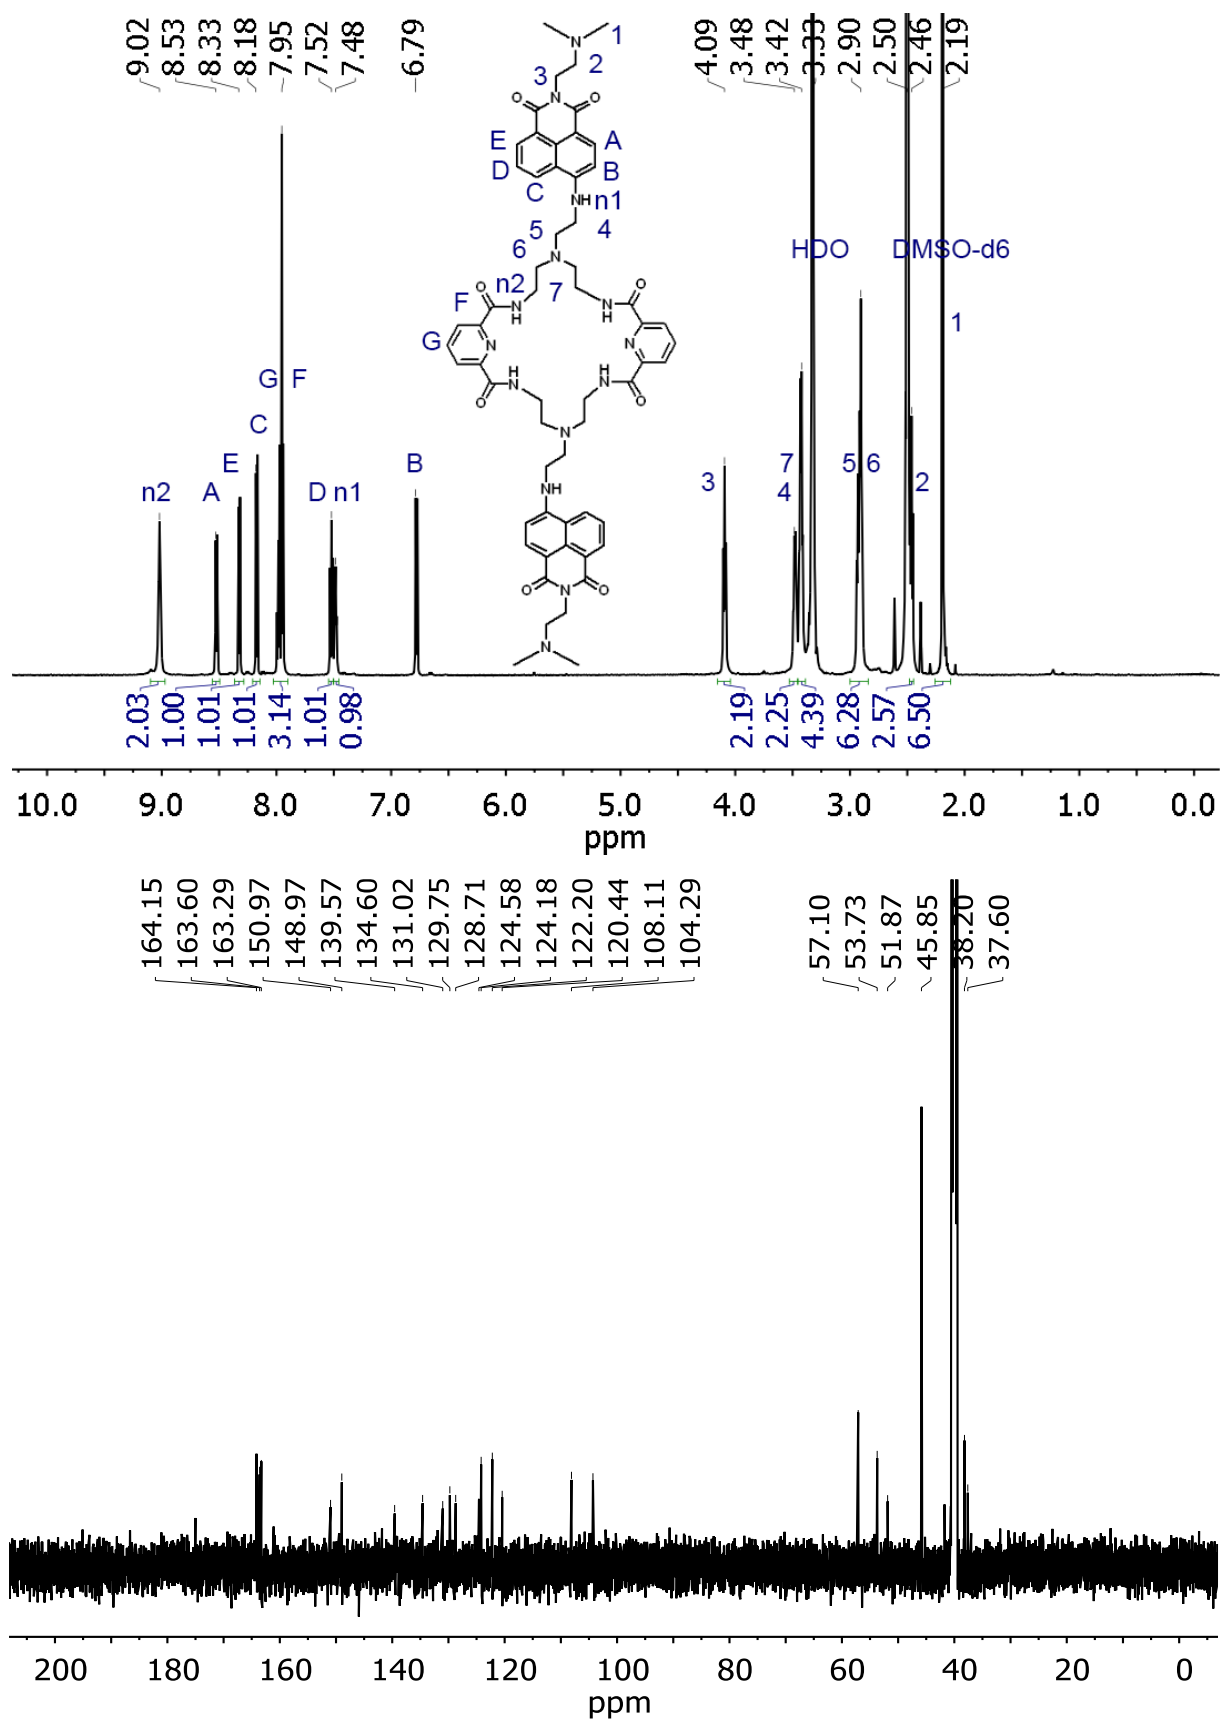 9.02
8.53
8.33
8.18
7.95
7.52
7.48
6.79
4.09
3.48
3.42
3.33
2.90
2.50
2.46
2.19
N
1
2
3
O
N
O
E
A
D
B
C
NH
n1
5
4
6
N
HDO
DMSO-d6
n2
7
O
O
F
N
H
N
H
1
G
N
N
G
F
H
N
H
N
O
O
C
N
E
7
5
6
B
3
2
n2
A
D
n1
4
NH
O
N
O
N
2.03
1.00
1.01
1.01
3.14
1.01
0.98
2.19
2.25
4.39
6.28
2.57
6.50
10.0 9.0 8.0 7.0 6.0 5.0 4.0 3.0 2.0 1.0 0.0
ppm
164.15
163.60
163.29
150.97
148.97
139.57
134.60
131.02
129.75
128.71
124.58
124.18
122.20
120.44
108.11
104.29
57.10
53.73
51.87
45.85
38.20
37.60
200 180 160 140 120 100 80 60 40 20 0
ppm